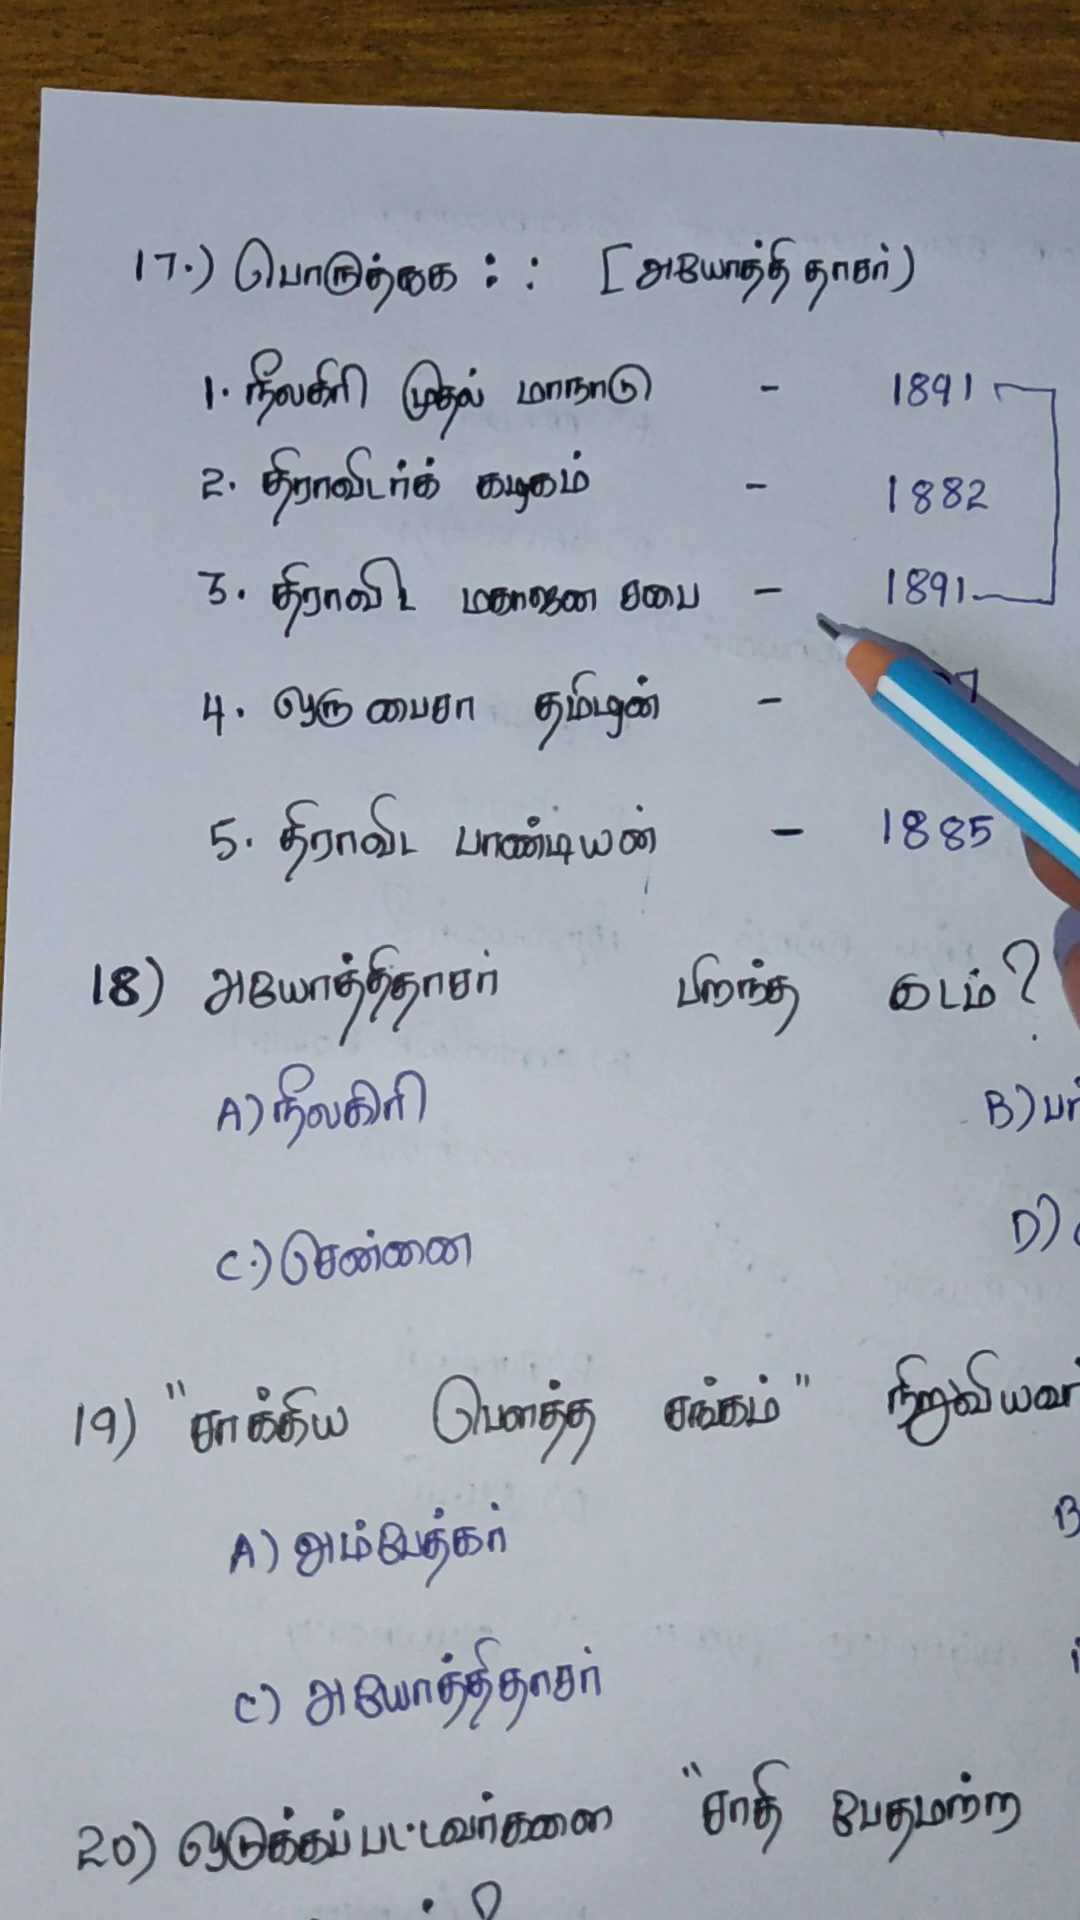 17.) பொருத்துக : : [அயோத்தி தாசர்)
1. நீலகிரி முதல் மாநாடு - 1891
2. திராவிடர்க் கழகம் - 1882
3. திராவிட மகாஜன சபை - 1891
4. ஒரு பைசா தமிழன் -
5. திராவிட பாண்டியன் - 1885
18) அயோத்திதாசர் பிறந்த இடம்?
A) நீலகிரி B)
C.) சென்னை D)
19) "சாக்கிய பௌத்த சங்கம்" நிறுவியவர்
A) அம்பேத்கர் B
C) அயோத்திதாசர்
20) ஒடுக்கப்பட்டவர்களை "சாதி பேதமற்ற